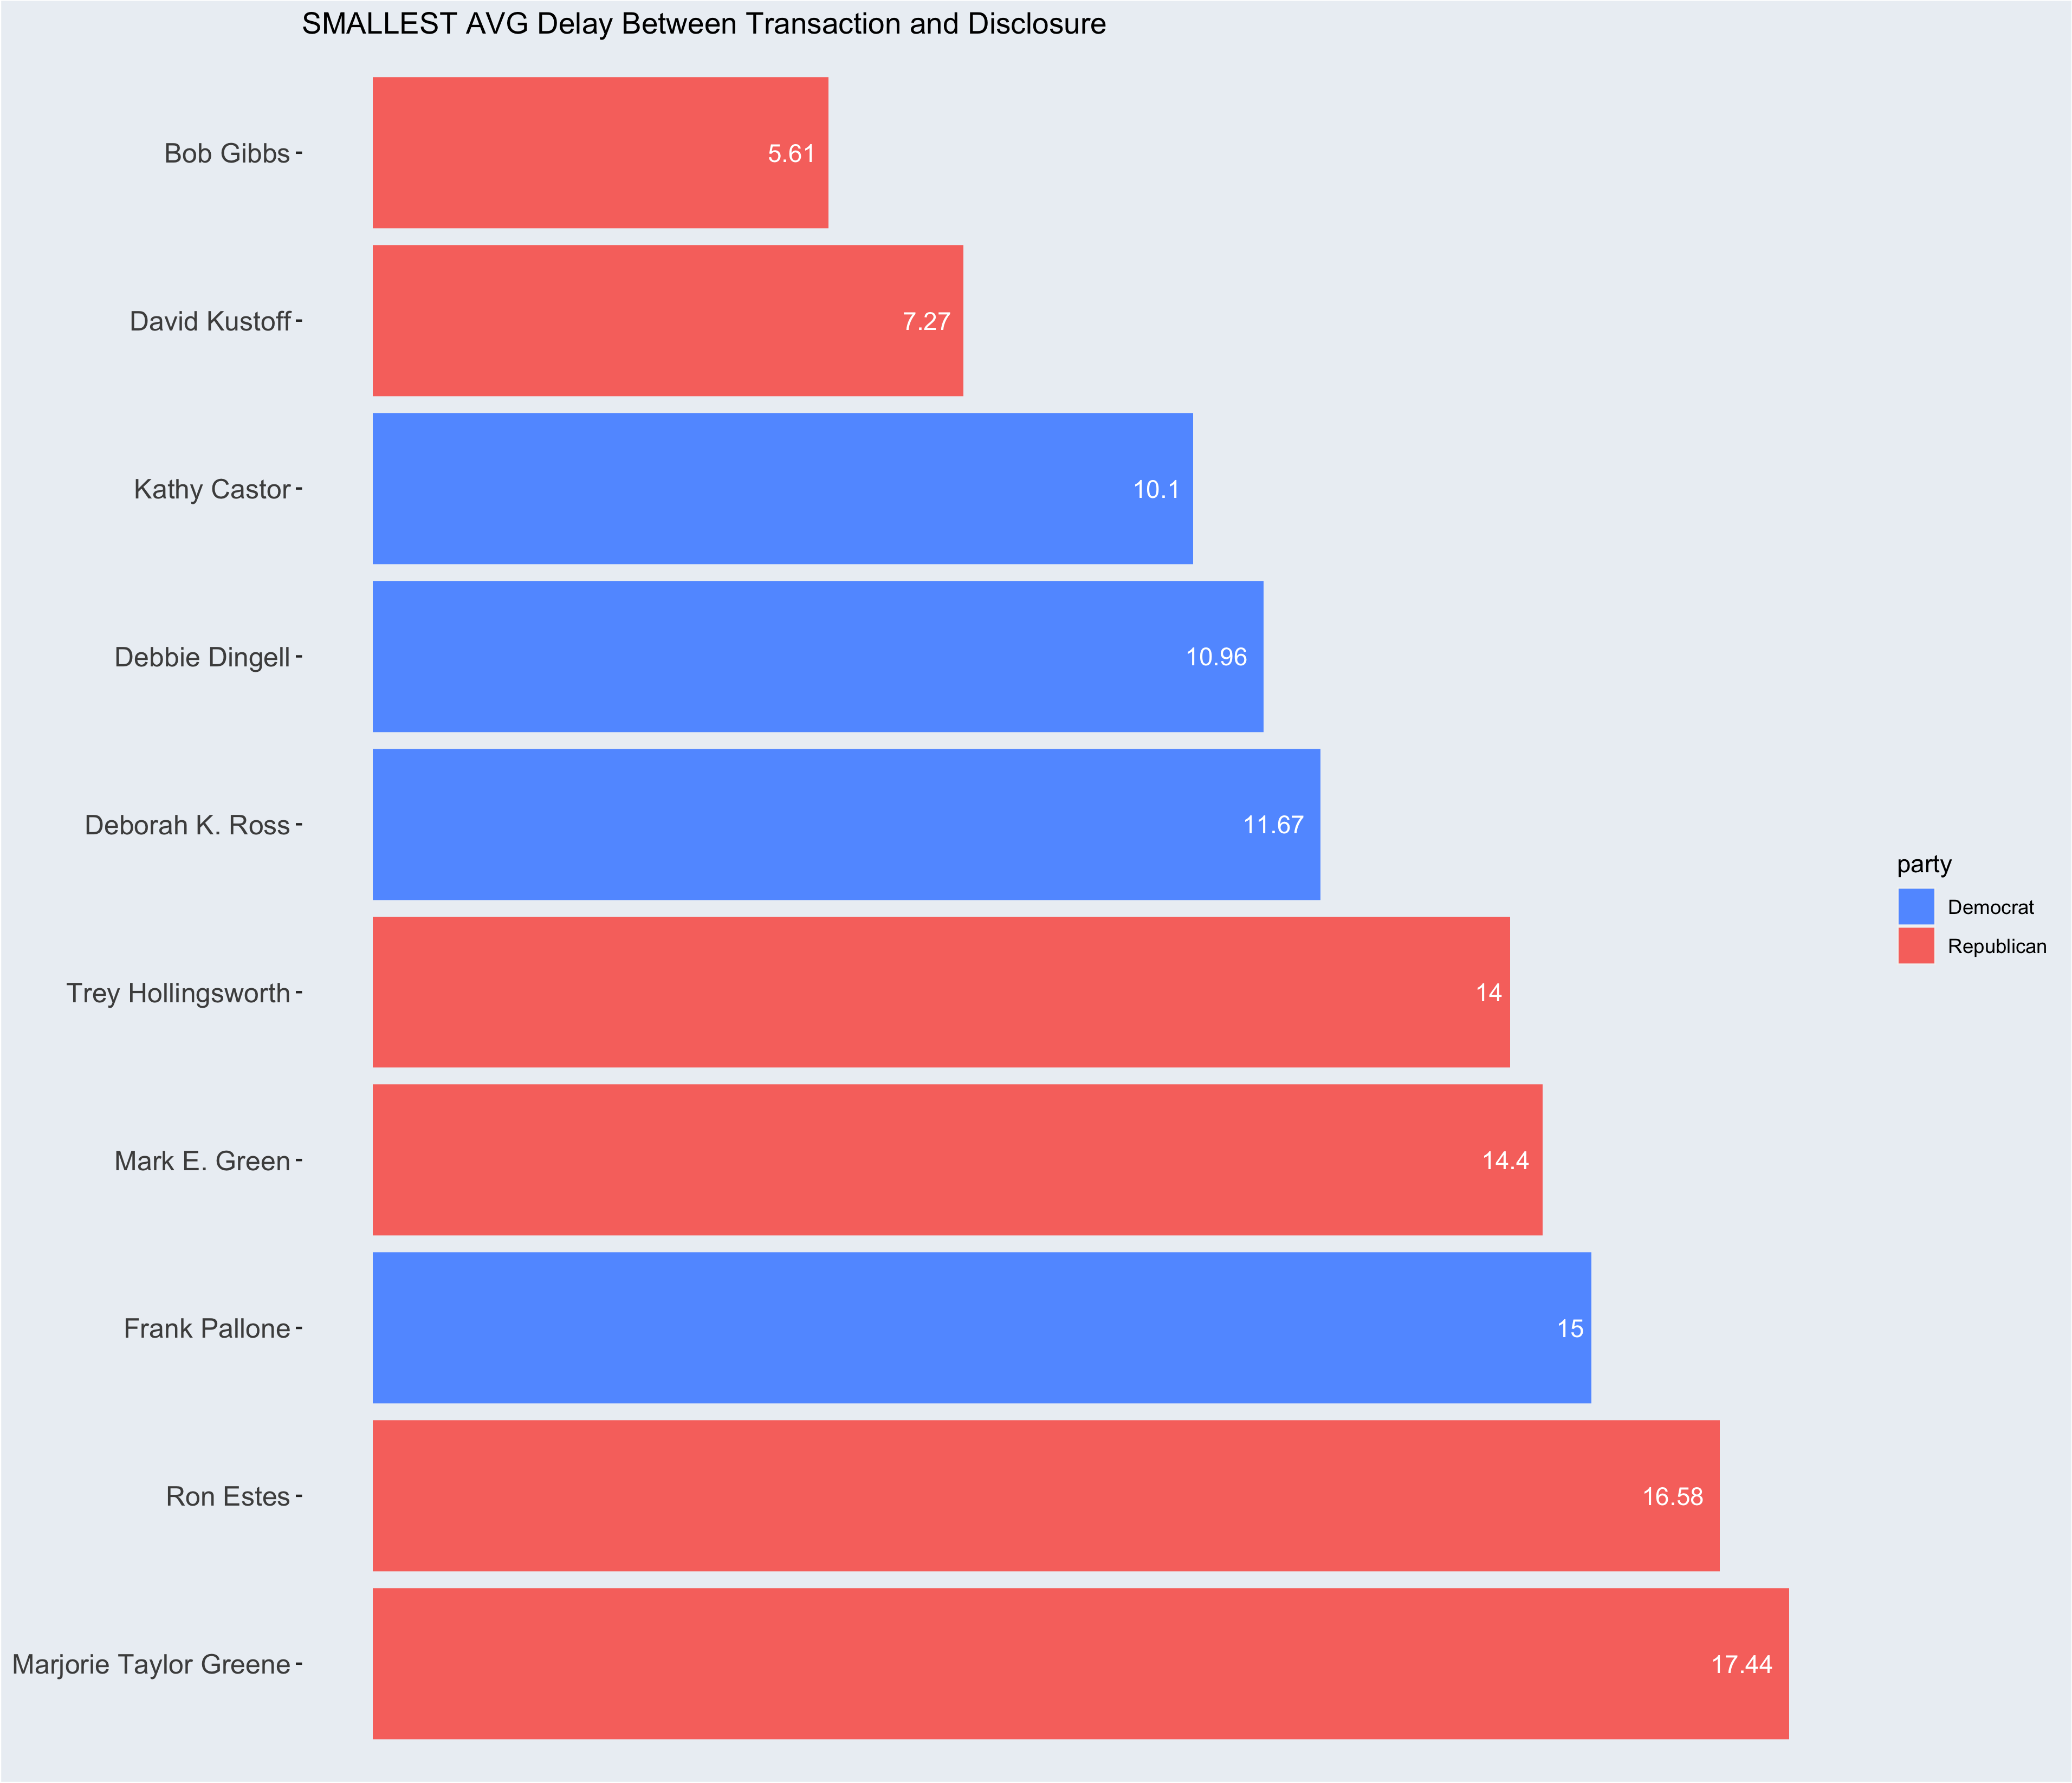 SMALLEST AVG Delay Between Transaction and Disclosure
Bob Gibbs
5.61
David Kustoff
7.27
Kathy Castor
10.1
Debbie Dingell
10.96
Deborah K. Ross
11.67
Trey Hollingsworth
14
Mark E. Green
14.4
Frank Pallone
15
Ron Estes
16.58
Marjorie Taylor Greene
17.44
party
Democrat
Republican